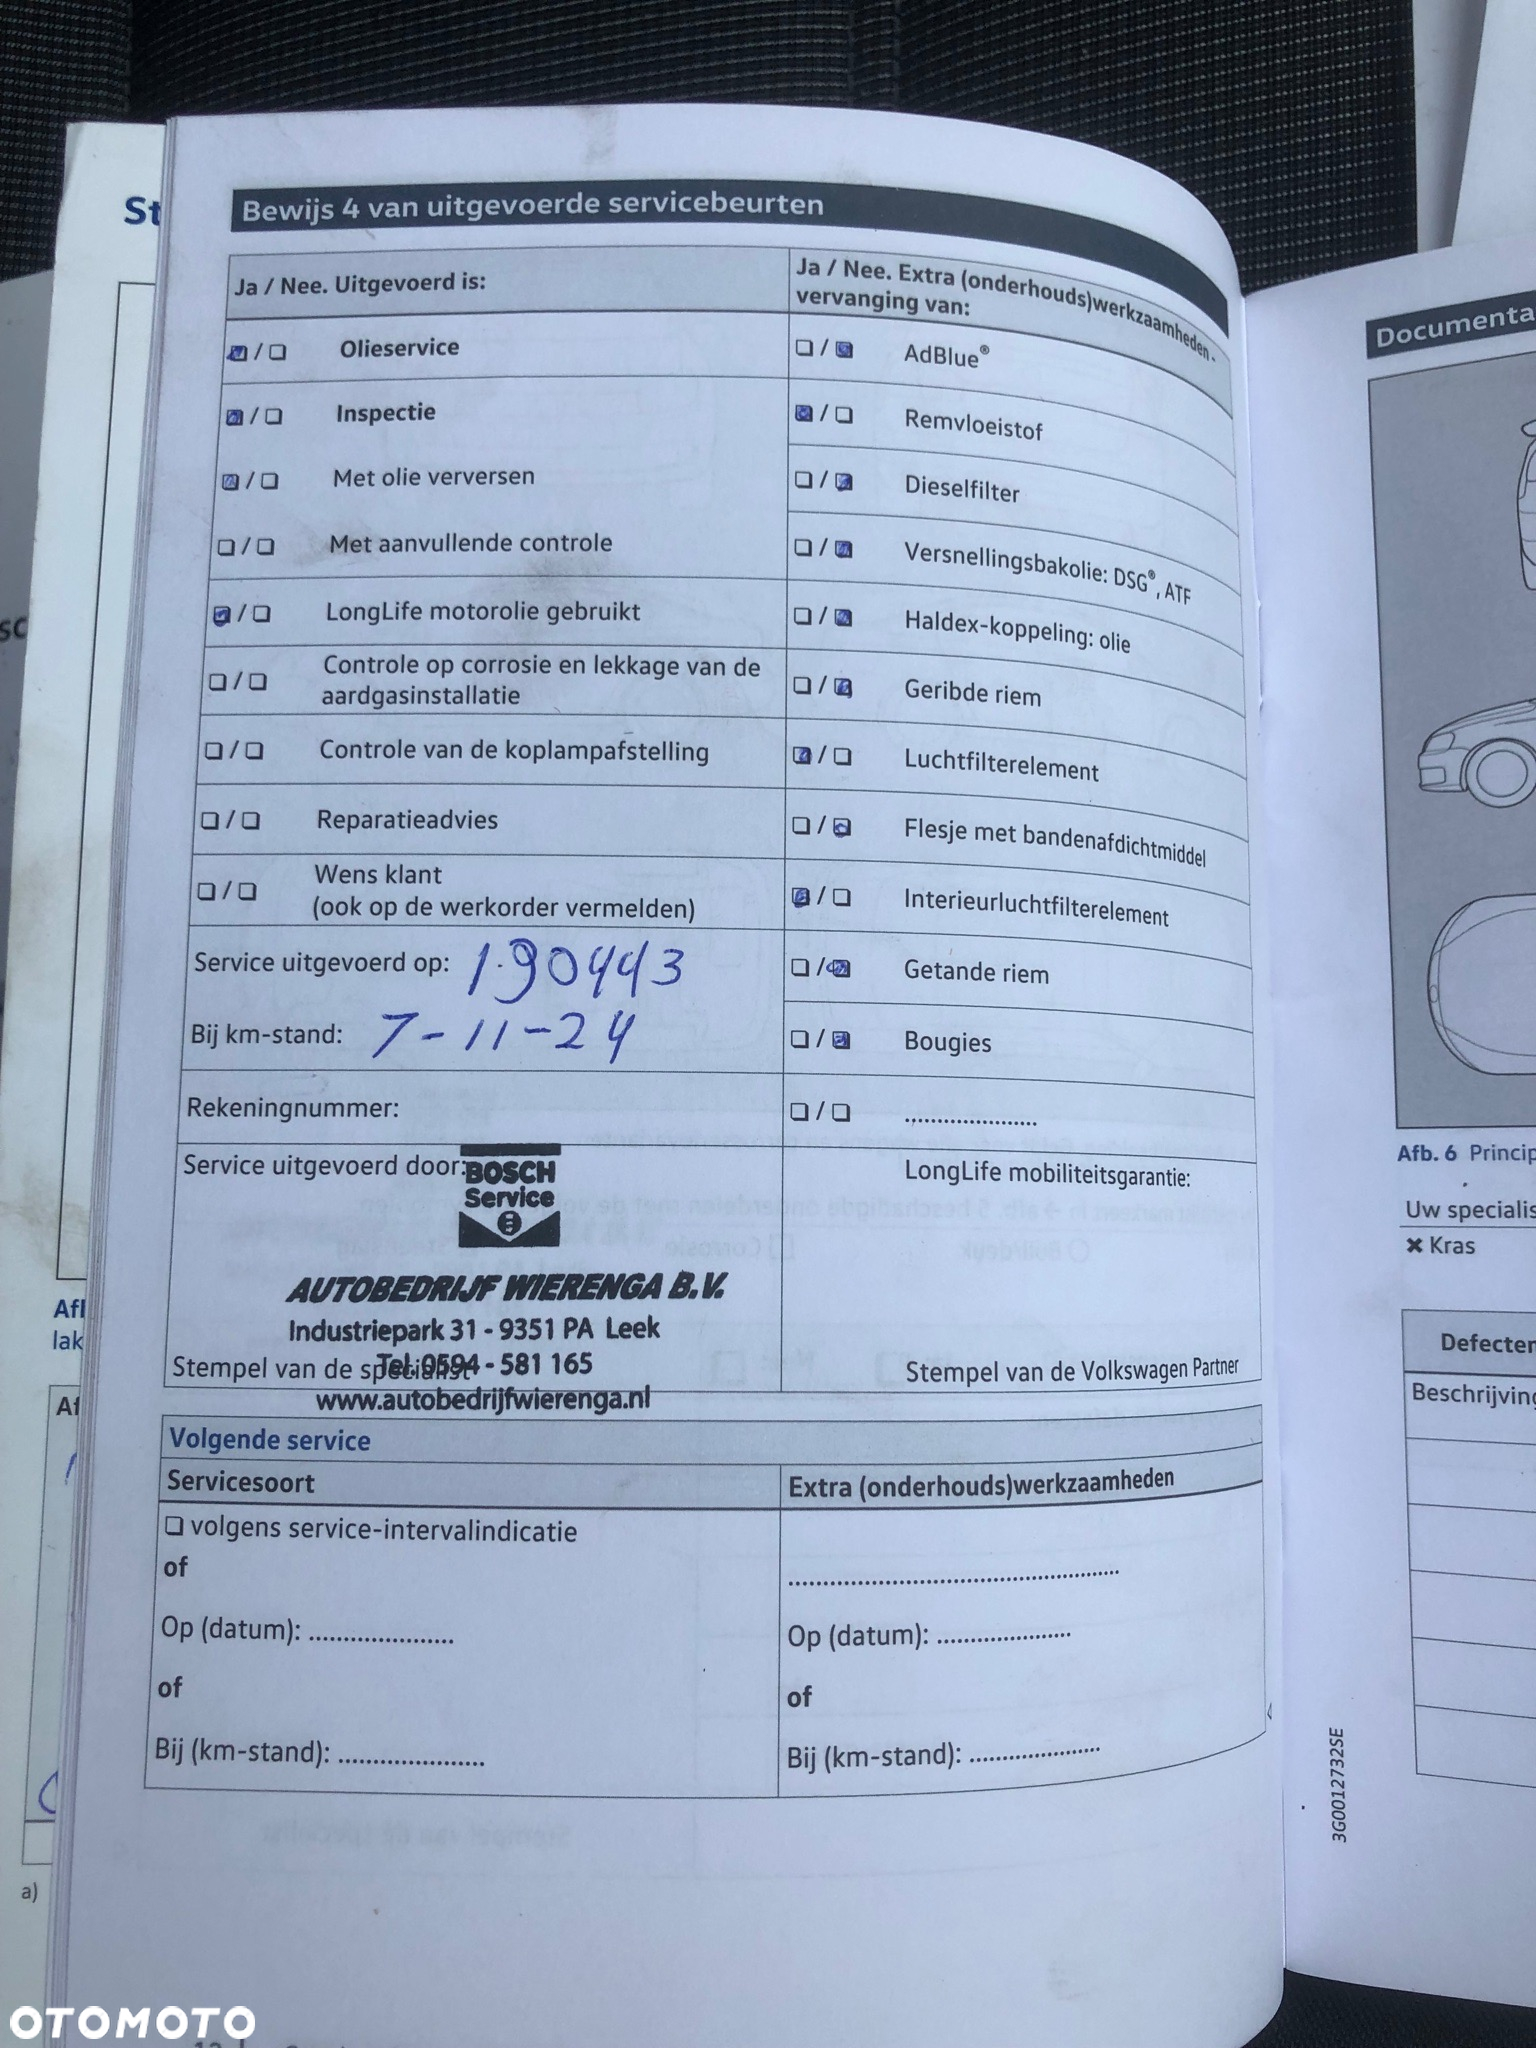 St
Bewijs 4 van uitgevoerde servicebeurten
Ja / Nee. Uitgevoerd is:
Olieservice
Inspectie
Met olie verversen
Met aanvullende controle
LongLife motorolie gebruikt
Controle op corrosie en lekkage van de
aardgasinstallatie
Controle van de koplampafstelling
Reparatieadvies
Wens klant
(ook op de werkorder vermelden)
Service uitgevoerd op: 190443
Bij km-stand: 7-11-24
Rekeningnummer:
Service uitgevoerd door:
BOSCH
Service
AUTOBEDRIJF WIERENGA B.V.
Industriepark 31 - 9351 PA Leek
Tel. 0594 - 581 165
Stempel van de specialist
www.autobedrijfwierenga.nl
Ja / Nee. Extra (onderhouds)werkzaamheden -
vervanging van:
AdBlue®
Remvloeistof
Dieselfilter
Versnellingsbakolie: DSG®, ATF
Haldex-koppeling: olie
Geribde riem
Luchtfilterelement
Flesje met bandenafdichtmiddel
Interieurluchtfilterelement
Getande riem
Bougies
....................
LongLife mobiliteitsgarantie:
Stempel van de Volkswagen Partner
Volgende service
Servicesoort
volgens service-intervalindicatie
of
Op (datum): .....................
of
Bij (km-stand): .....................
Extra (onderhouds)werkzaamheden
................................................
Op (datum): ....................
of
Bij (km-stand): ...................
Afl
lak
a)
Documenta
Afb. 6 Princip
Uw specialis
✖ Kras
Defecten
Beschrijving
3G0012732SE
OTOMOTO